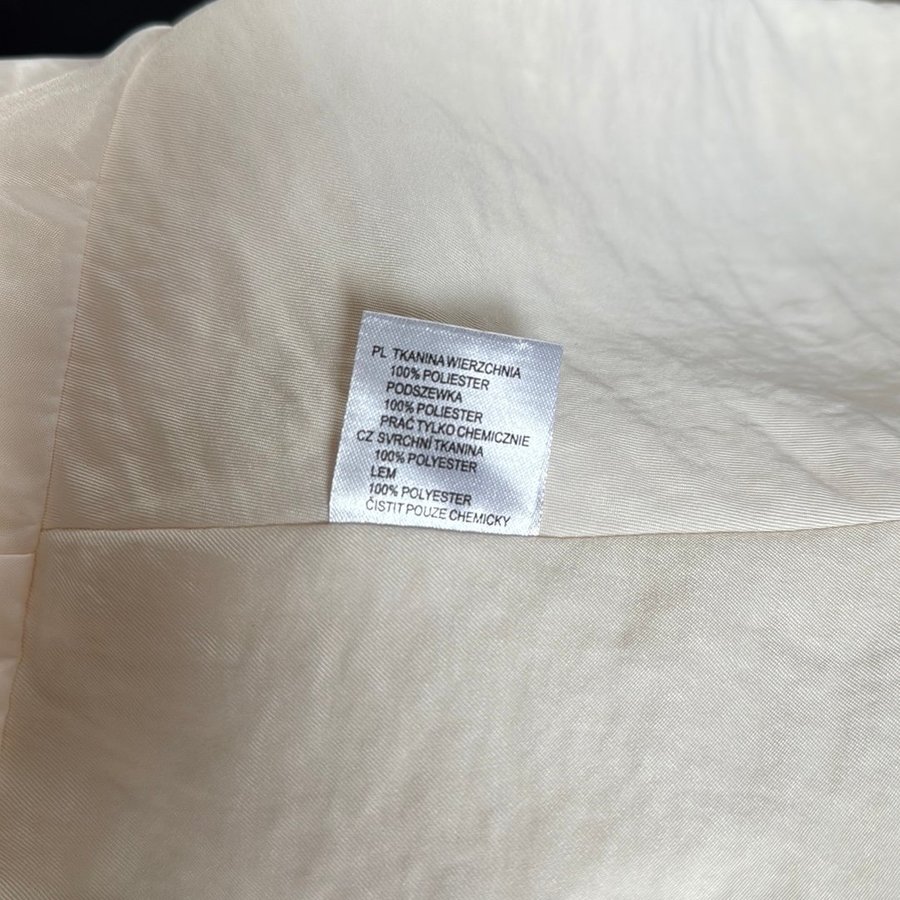 PL TKANINA WIERZCHNIA
100% POLIESTER
PODSZEWKA
100% POLIESTER
PRAĆ TYLKO CHEMICZNIE
CZ SVRCHNÍ TKANINA
100% POLYESTER
LEM
100% POLYESTER
ČISTIT POUZE CHEMICKY